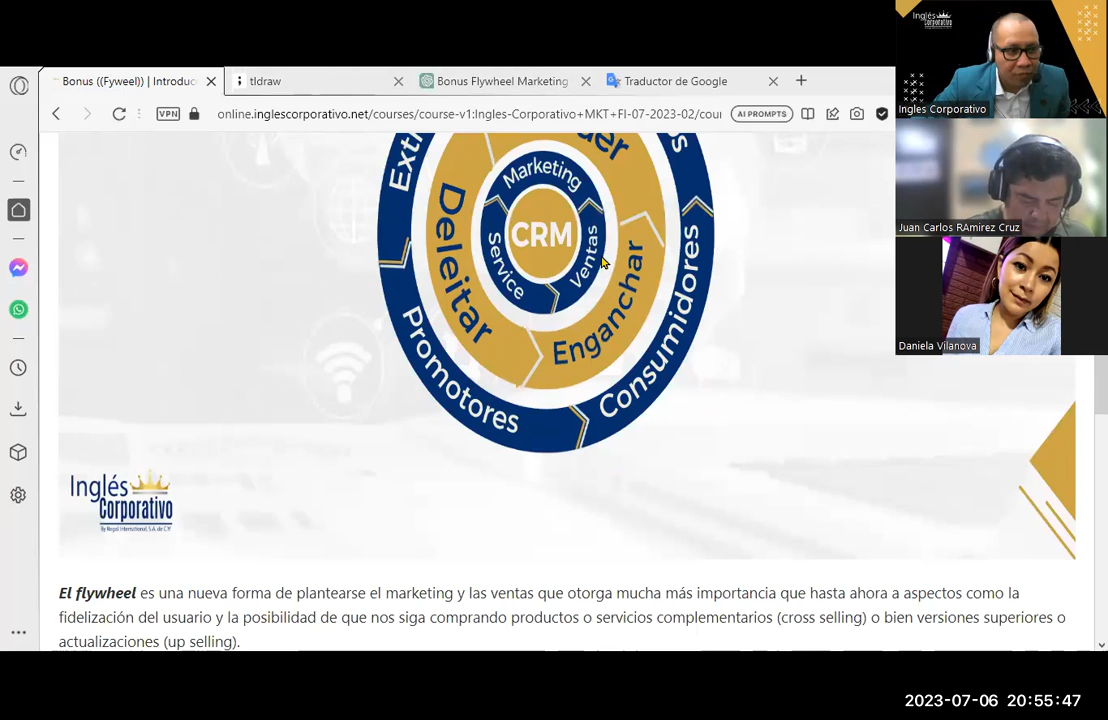 Bonus ((Fyweel)) | Introduc
tldraw
Bonus Flywheel Marketing
Traductor de Google
VPN
online.inglescorporativo.net/courses/course-v1:Ingles-Corporativo+MKT+FI-07-2023-02/cou
AI PROMPTS
Inglés
Corporativo
Ingles Corporativo
Juan Carlos RAmirez Cruz
Daniela Vilanova
Marketing
CRM
Ventas
Service
Deleitar
Enganchar
Promotores
Consumidores
Inglés
Corporativo
El flywheel es una nueva forma de plantearse el marketing y las ventas que otorga mucha más importancia que hasta ahora a aspectos como la
fidelización del usuario y la posibilidad de que nos siga comprando productos o servicios complementarios (cross selling) o bien versiones superiores o
actualizaciones (up selling).
2023-07-06 20:55:47